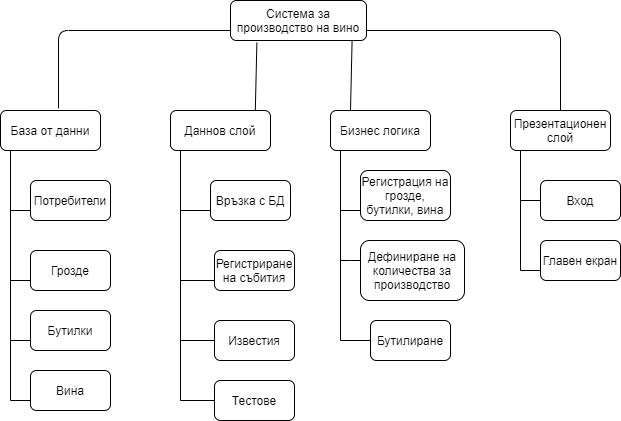 Система за
производство на вино
База от данни
Потребители
Грозде
Бутилки
Вина
Даннов слой
Връзка с БД
Регистриране
на събития
Известия
Тестове
Бизнес логика
Регистрация на
грозде,
бутилки, вина
Дефиниране на
количества за
производство
Бутилиране
Презентационен
слой
Вход
Главен екран